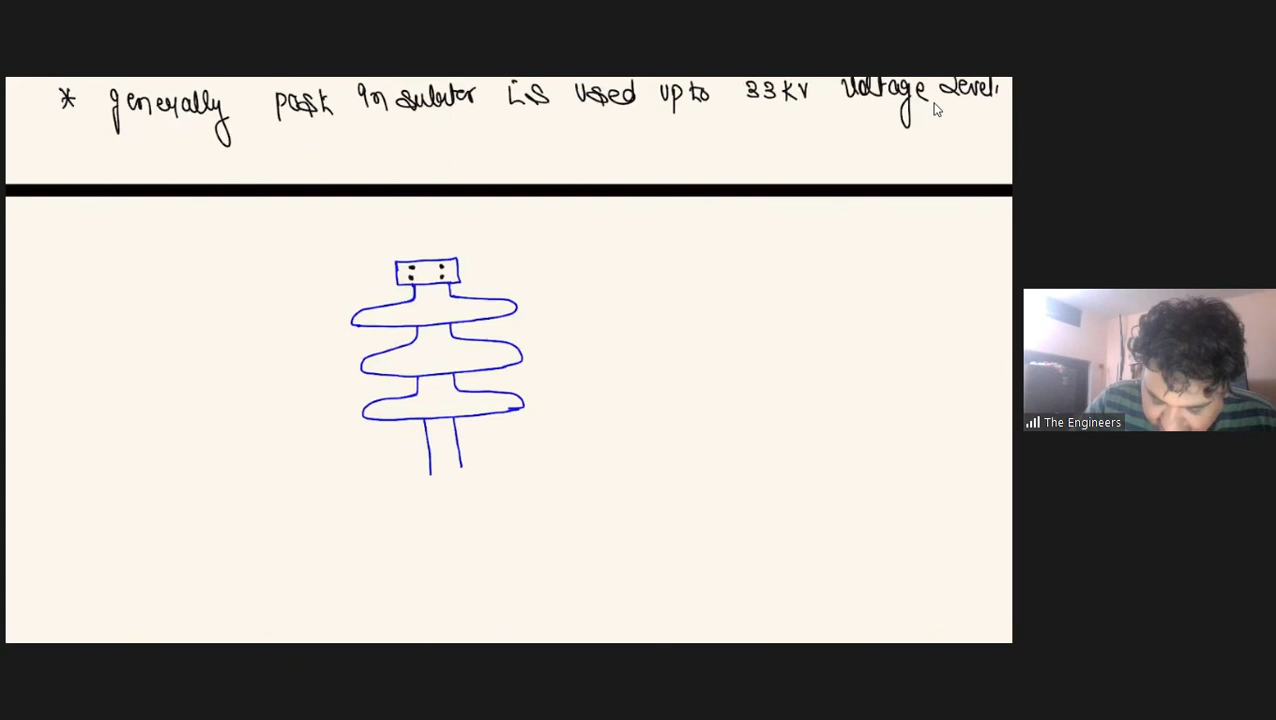 * generally post Insulator is used upto 33kv Voltage Level.
The Engineers